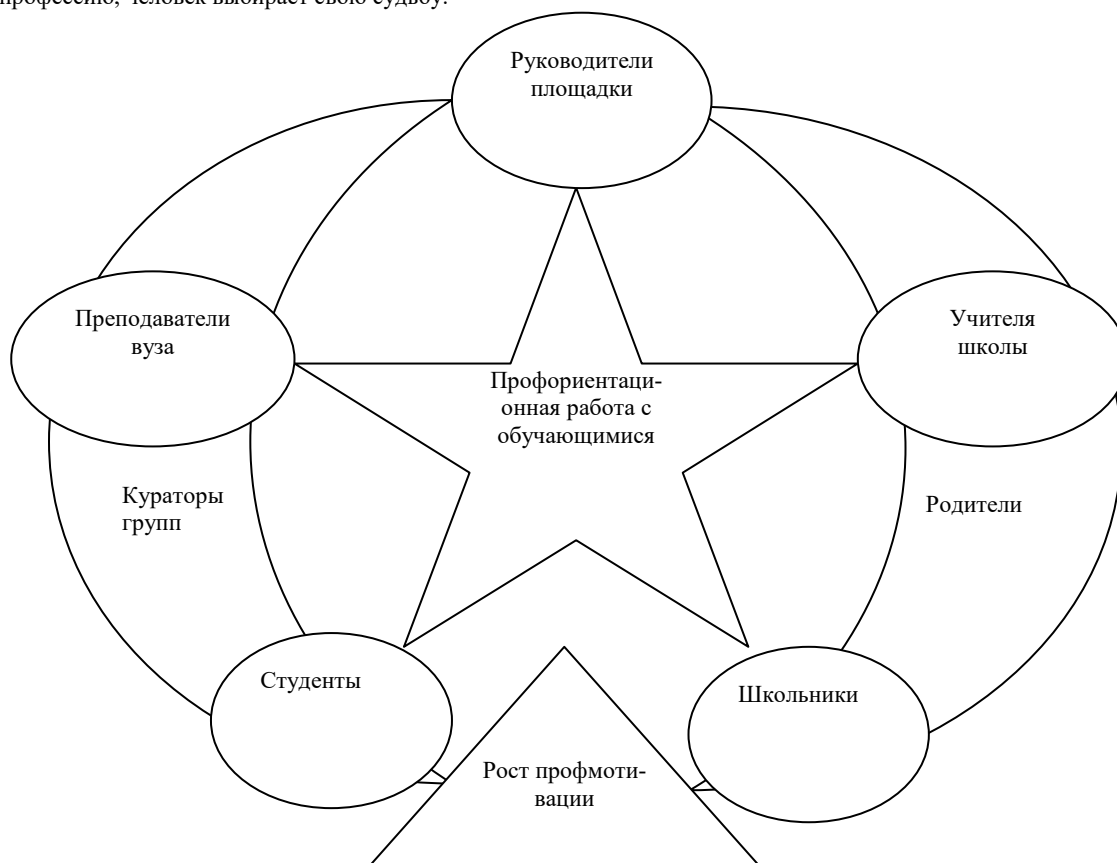 профессию, человек выбирает свою судьбу.
Руководители
площадки
Преподаватели
вуза
Учителя
школы
Профориентаци-
онная работа с
обучающимися
Кураторы
групп
Родители
Студенты
Школьники
Рост профмоти-
вации